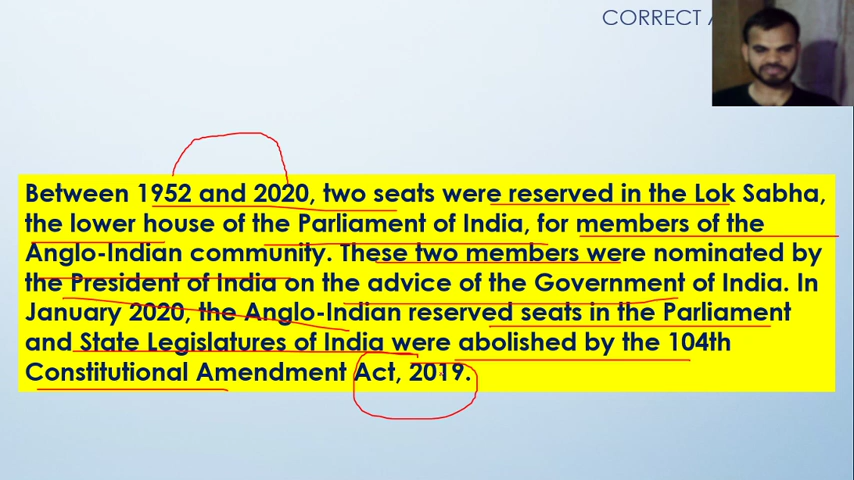 CORRECT
Between 1952 and 2020, two seats were reserved in the Lok Sabha,
the lower house of the Parliament of India, for members of the
Anglo-Indian community. These two members were nominated by
the President of India on the advice of the Government of India. In
January 2020, the Anglo-Indian reserved seats in the Parliament
and State Legislatures of India were abolished by the 104th
Constitutional Amendment Act, 2019.